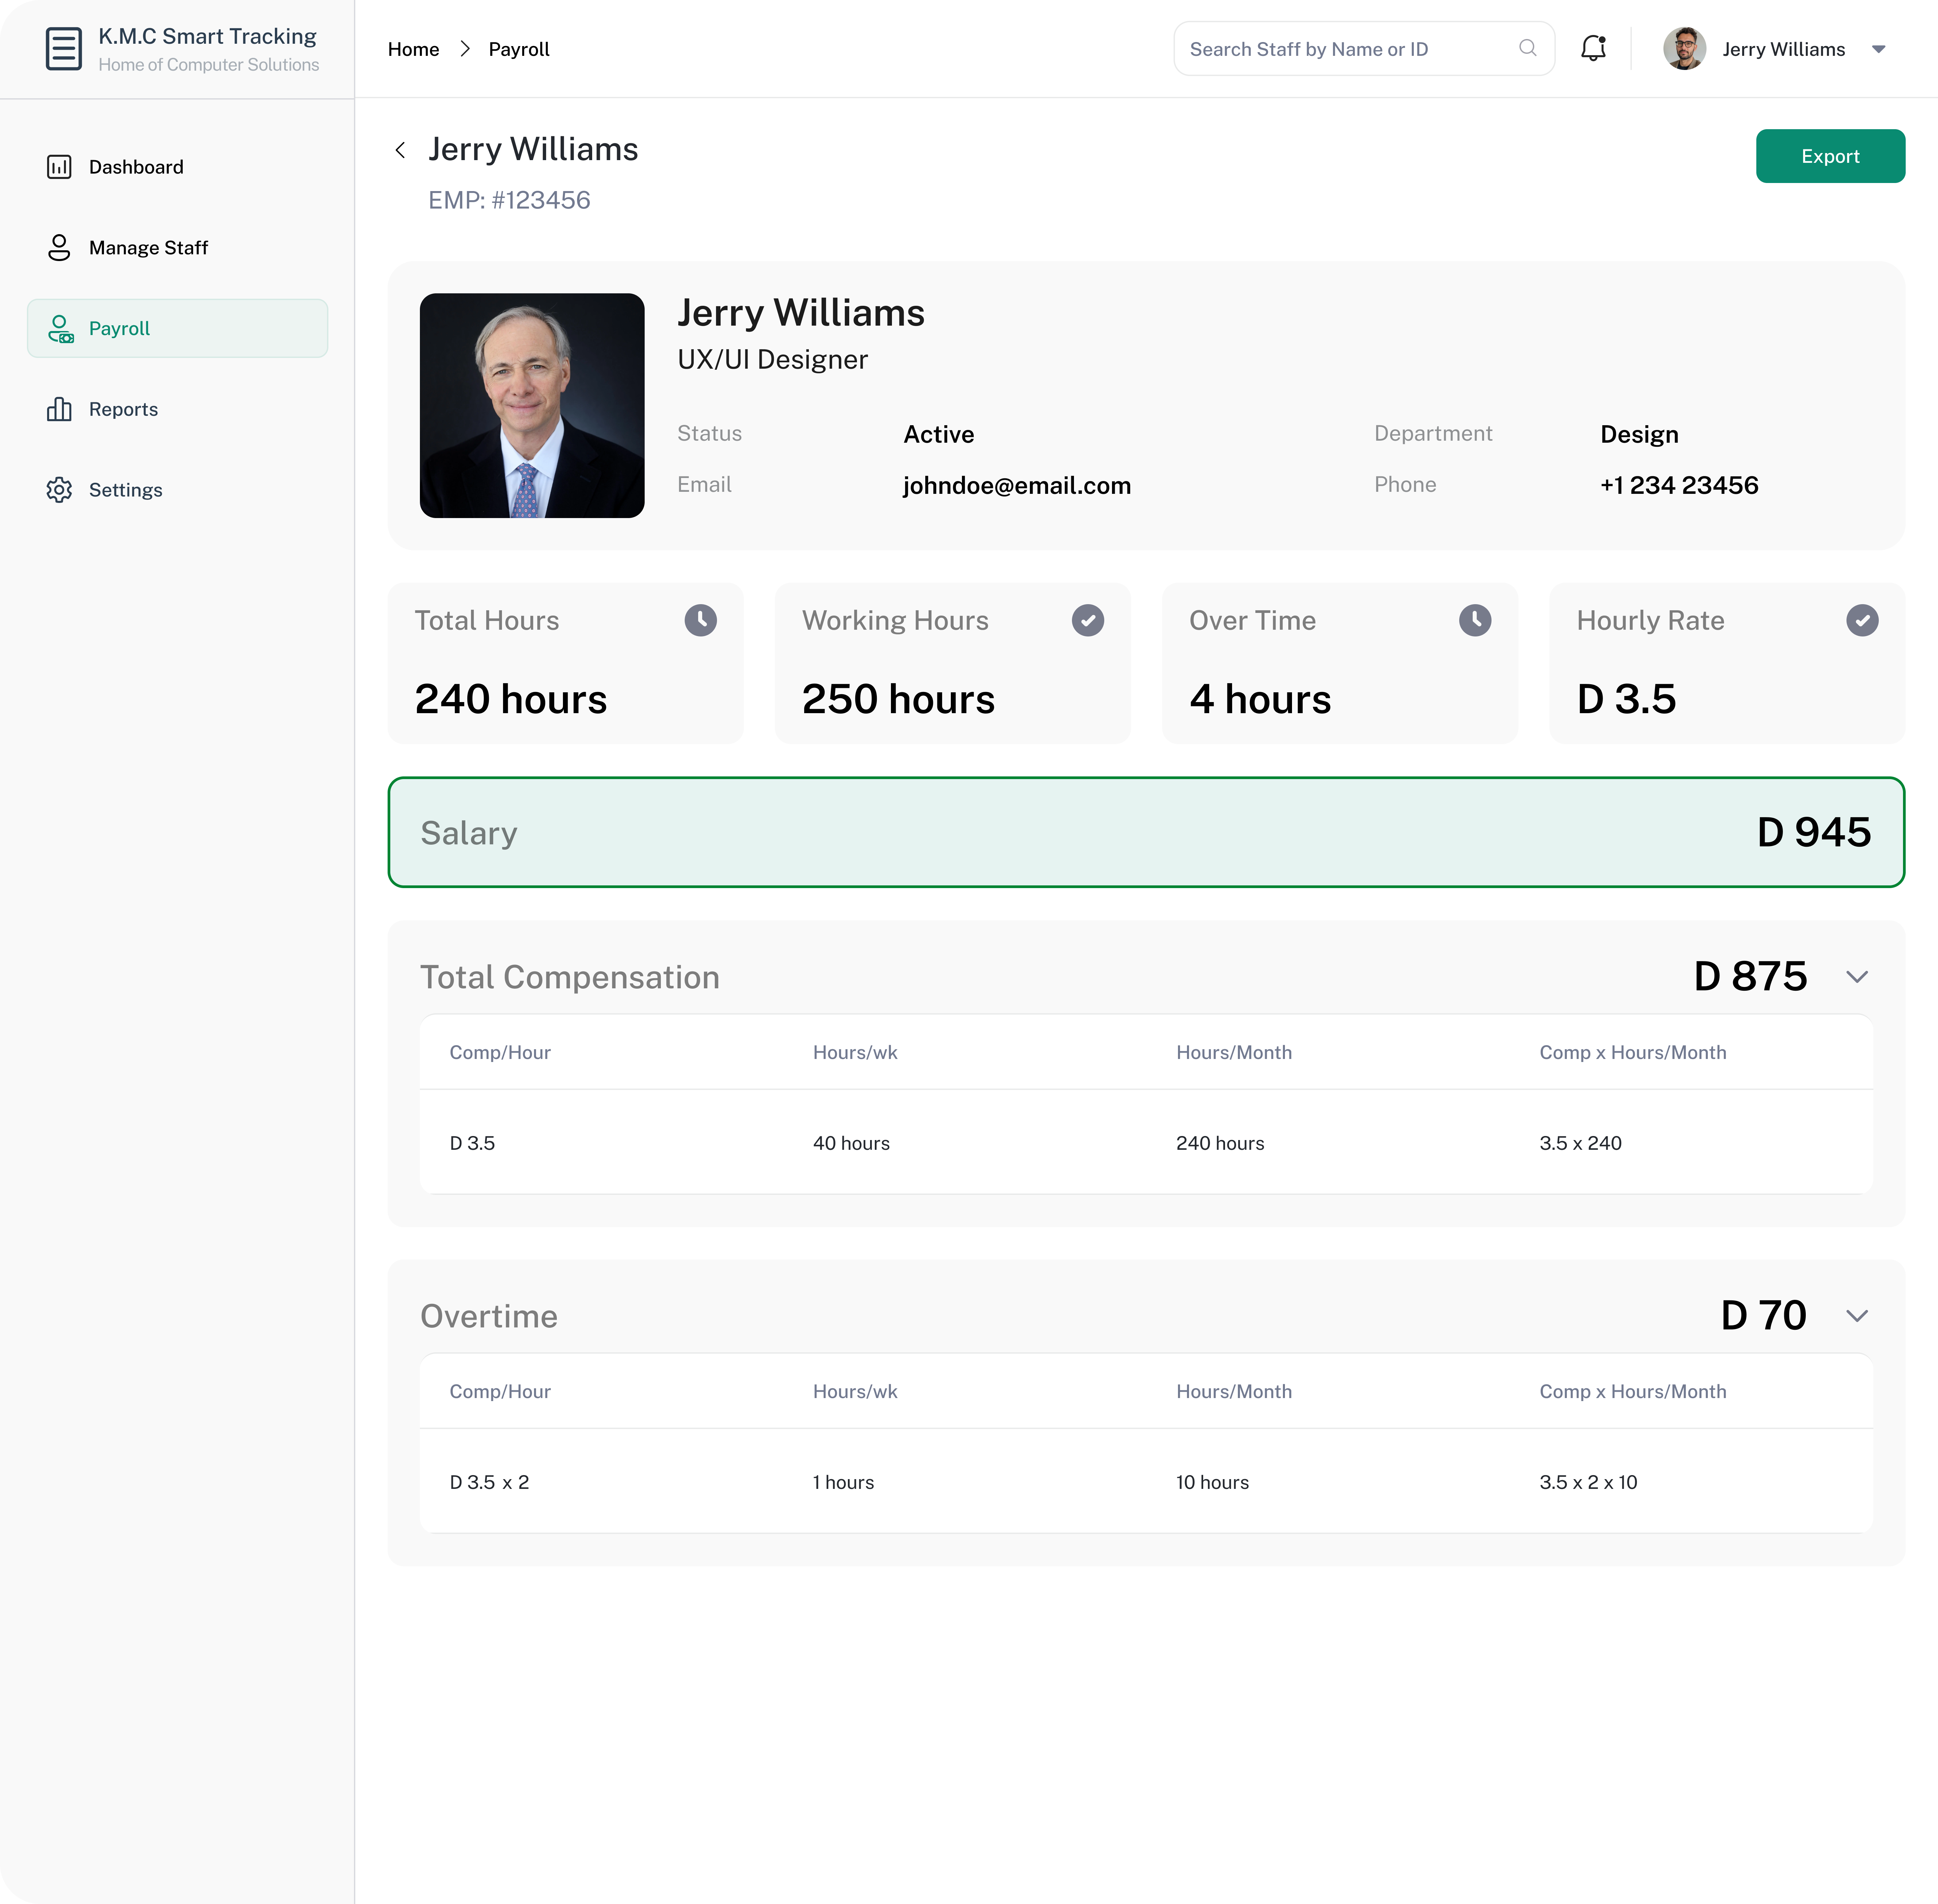 K.M.C Smart Tracking
Home of Computer Solutions
Home > Payroll
Search Staff by Name or ID
Jerry Williams
Dashboard
Manage Staff
Payroll
Reports
Settings
Jerry Williams
EMP: #123456
Export
Jerry Williams
UX/UI Designer
Status Active Department Design
Email johndoe@email.com Phone +1 234 23456
Total Hours
240 hours
Working Hours
250 hours
Over Time
4 hours
Hourly Rate
D 3.5
Salary D 945
Total Compensation D 875
Comp/Hour Hours/wk Hours/Month Comp x Hours/Month
D 3.5 40 hours 240 hours 3.5 x 240
Overtime D 70
Comp/Hour Hours/wk Hours/Month Comp x Hours/Month
D 3.5 x 2 1 hours 10 hours 3.5 x 2 x 10